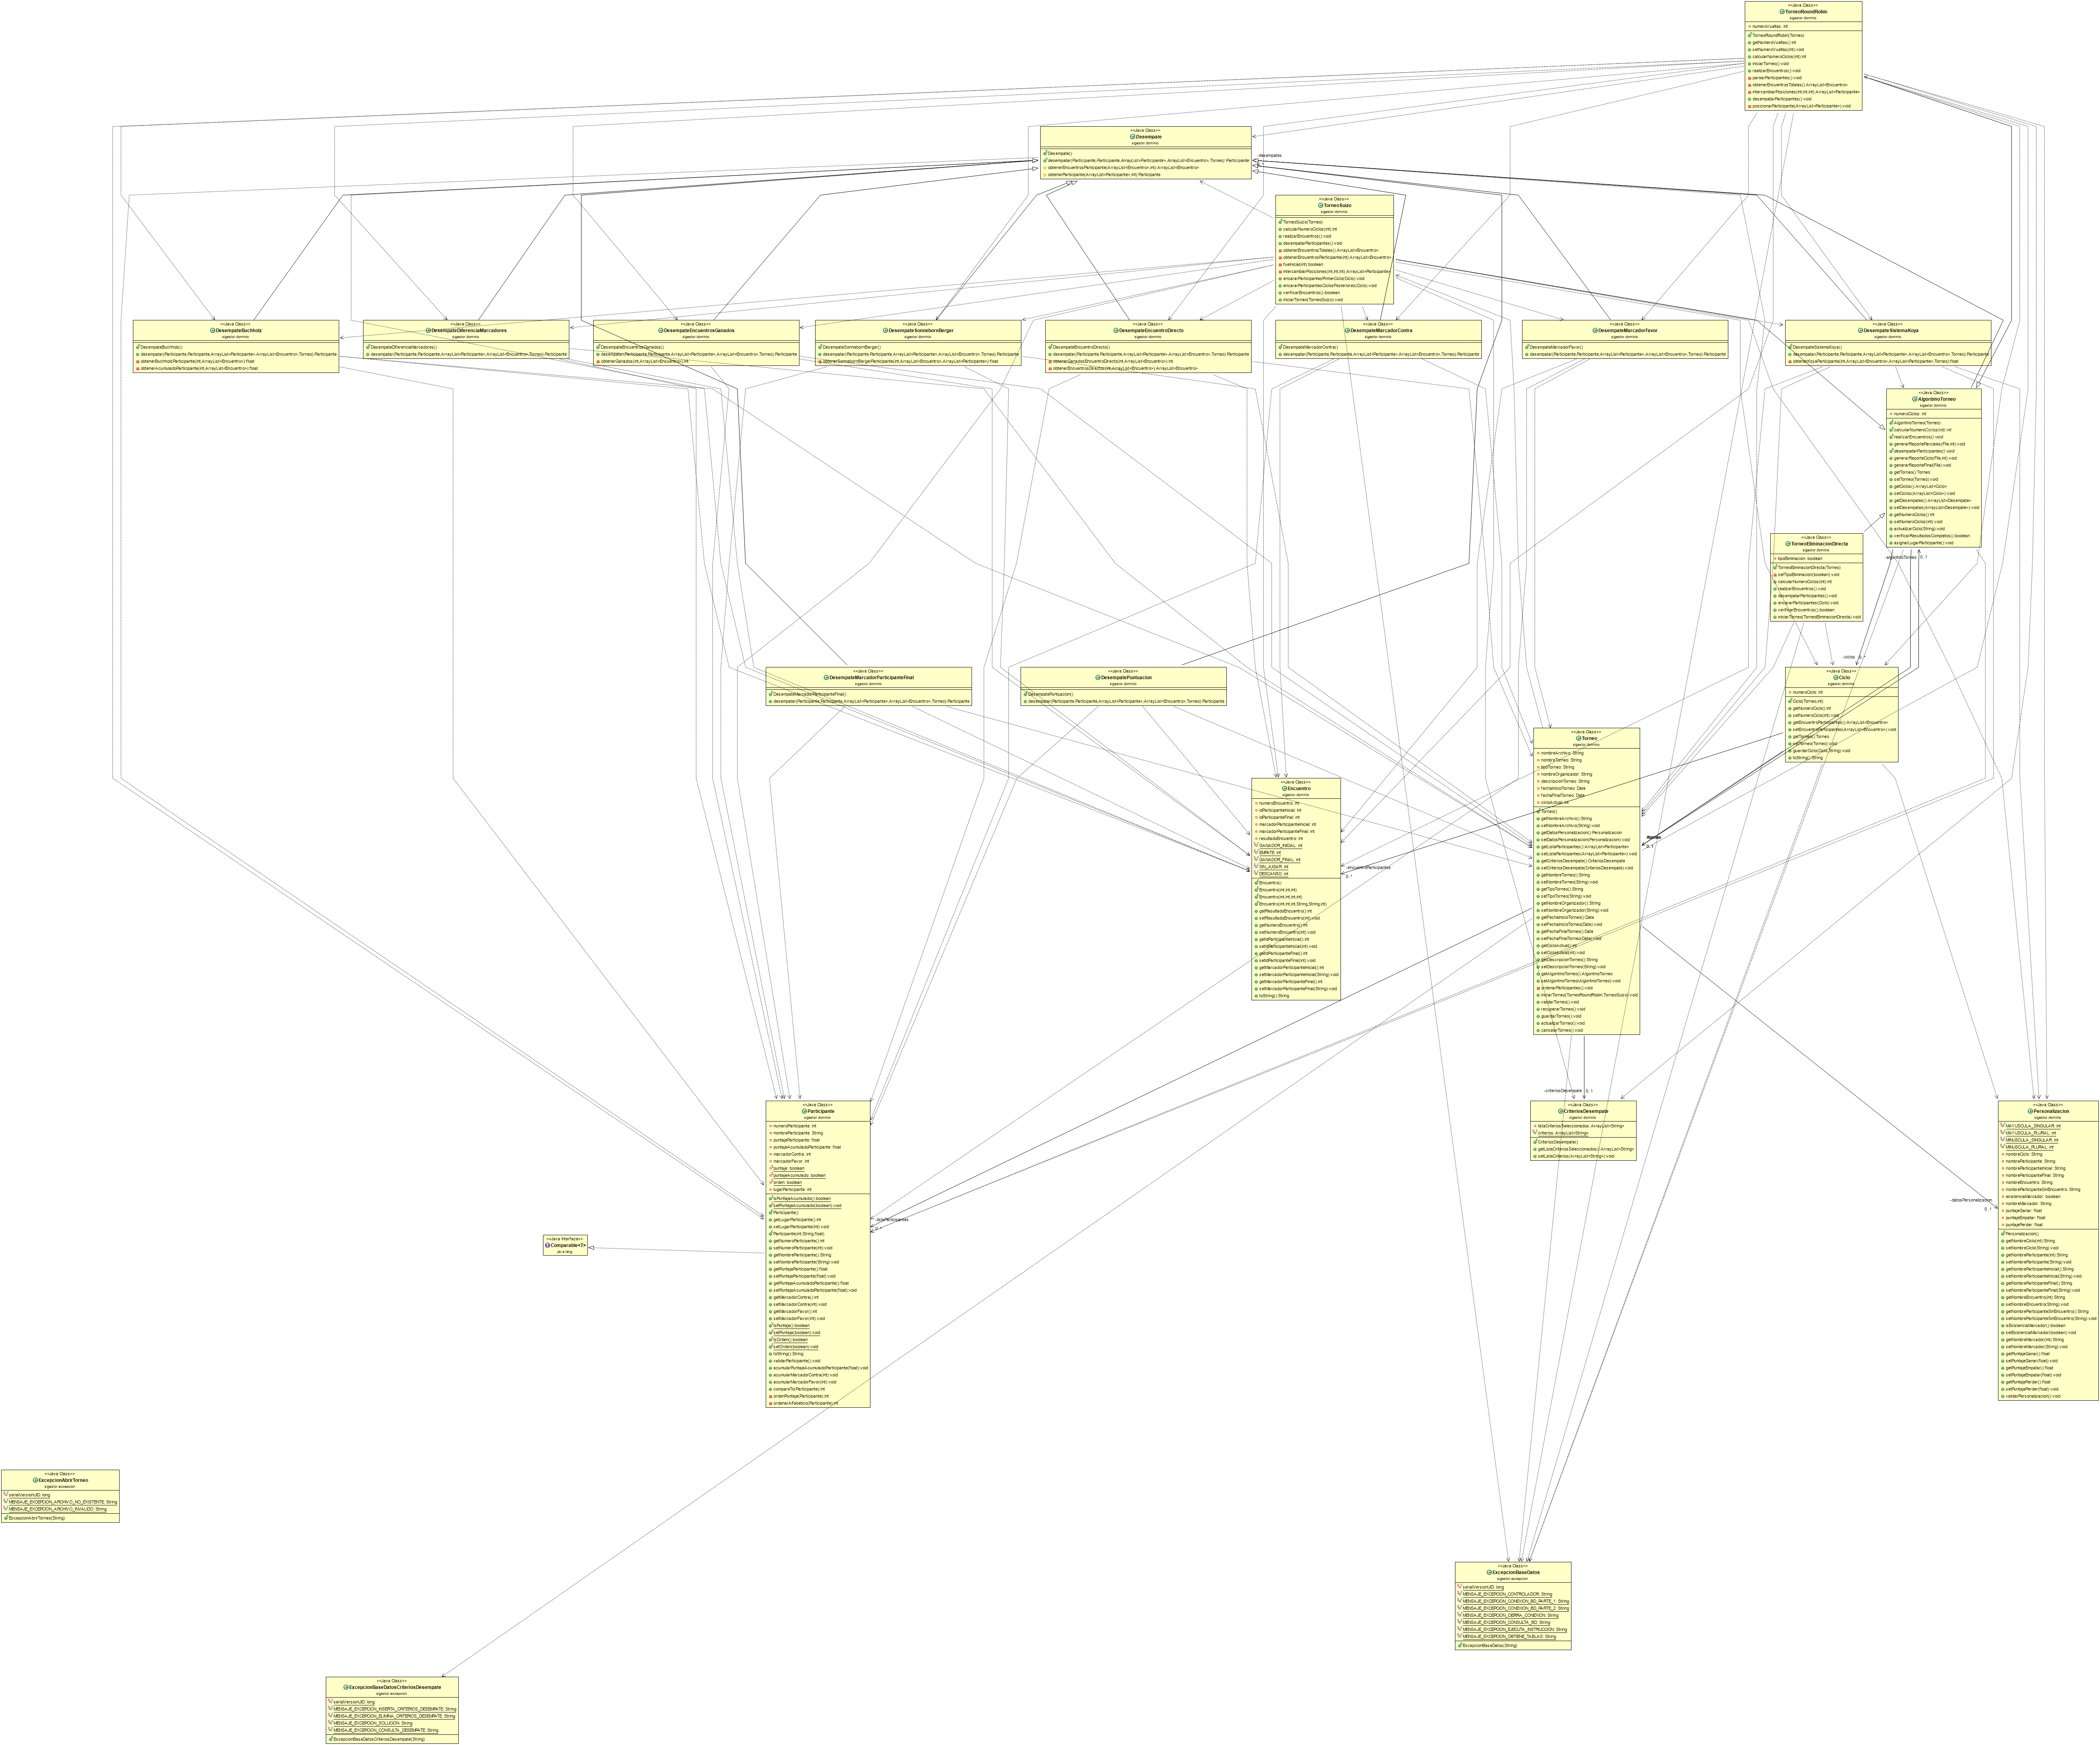 <<Java Class>>
TorneoRoundRobin
sigestor.dominio
numeroVueltas: int
TorneoRoundRobin(Torneo)
getNumeroVueltas():int
setNumeroVueltas(int):void
calcularNumeroCiclos(int):int
iniciarTorneo():void
realizarEncuentros():void
parearParticipantes():void
obtenerEncuentrosTotales():ArrayList<Encuentro>
intercambiarPosiciones(int,int,int):ArrayList<Participante>
desempatarParticipantes():void
posicionarParticipante(ArrayList<Participante>):void
<<Java Class>>
Desempate
sigestor.dominio
Desempate()
desempatar(Participante,Participante,ArrayList<Participante>,ArrayList<Encuentro>,Torneo):Participante
obtenerEncuentrosParticipante(ArrayList<Encuentro>,int):ArrayList<Encuentro>
obtenerParticipante(ArrayList<Participante>,int):Participante
-desempates
<<Java Class>>
TorneoSuizo
sigestor.dominio
TorneoSuizo(Torneo)
calcularNumeroCiclos(int):int
realizarEncuentros():void
desempatarParticipantes():void
obtenerEncuentrosTotales():ArrayList<Encuentro>
obtenerEncuentrosParticipante(int):ArrayList<Encuentro>
fueInicial(int):boolean
intercambiarPosiciones(int,int,int):ArrayList<Participante>
encararParticipantesPrimerCiclo(Ciclo):void
encararParticipantesCiclosPosteriores(Ciclo):void
verificarEncuentros():boolean
iniciarTorneo(TorneoSuizo):void
<<Java Class>>
DesempateBuchholz
sigestor.dominio
DesempateBuchholz()
desempatar(Participante,Participante,ArrayList<Participante>,ArrayList<Encuentro>,Torneo):Participante
obtenerBuchholzParticipante(int,ArrayList<Encuentro>):float
obtenerAcumuladoParticipante(int,ArrayList<Encuentro>):float
<<Java Class>>
DesempateDiferenciaMarcadores
sigestor.dominio
DesempateDiferenciaMarcadores()
desempatar(Participante,Participante,ArrayList<Participante>,ArrayList<Encuentro>,Torneo):Participante
<<Java Class>>
DesempateEncuentrosGanados
sigestor.dominio
DesempateEncuentrosGanados()
desempatar(Participante,Participante,ArrayList<Participante>,ArrayList<Encuentro>,Torneo):Participante
obtenerGanados(int,ArrayList<Encuentro>):int
<<Java Class>>
DesempateSonnebornBerger
sigestor.dominio
DesempateSonnebornBerger()
desempatar(Participante,Participante,ArrayList<Participante>,ArrayList<Encuentro>,Torneo):Participante
obtenerSonnebornBergerParticipante(int,ArrayList<Encuentro>,ArrayList<Participante>):float
<<Java Class>>
DesempateEncuentroDirecto
sigestor.dominio
DesempateEncuentroDirecto()
desempatar(Participante,Participante,ArrayList<Participante>,ArrayList<Encuentro>,Torneo):Participante
obtenerGanadosEncuentroDirecto(int,ArrayList<Encuentro>):int
obtenerEncuentrosDirectos(int,int,ArrayList<Encuentro>):ArrayList<Encuentro>
<<Java Class>>
DesempateMarcadorContra
sigestor.dominio
DesempateMarcadorContra()
desempatar(Participante,Participante,ArrayList<Participante>,ArrayList<Encuentro>,Torneo):Participante
<<Java Class>>
DesempateMarcadorFavor
sigestor.dominio
DesempateMarcadorFavor()
desempatar(Participante,Participante,ArrayList<Participante>,ArrayList<Encuentro>,Torneo):Participante
<<Java Class>>
DesempateSistemaKoya
sigestor.dominio
DesempateSistemaKoya()
desempatar(Participante,Participante,ArrayList<Participante>,ArrayList<Encuentro>,Torneo):Participante
obtenerKoyaParticipante(int,ArrayList<Encuentro>,ArrayList<Participante>,Torneo):float
<<Java Class>>
AlgoritmoTorneo
sigestor.dominio
numeroCiclos: int
AlgoritmoTorneo(Torneo)
calcularNumeroCiclos(int):int
realizarEncuentros():void
generarReporteParciales(File,int):void
desempatarParticipantes():void
generarReporteCiclo(File,int):void
generarReporteFinal(File):void
getTorneo():Torneo
setTorneo(Torneo):void
getCiclos():ArrayList<Ciclo>
setCiclos(ArrayList<Ciclo>):void
getDesempates():ArrayList<Desempate>
setDesempates(ArrayList<Desempate>):void
getNumeroCiclos():int
setNumeroCiclos(int):void
actualizarCiclo(String):void
verificarResultadosCompletos():boolean
asignarLugarParticipante():void
-algoritmoTorneo
0..1
<<Java Class>>
TorneoEliminacionDirecta
sigestor.dominio
tipoEliminacion: boolean
TorneoEliminacionDirecta(Torneo)
setTipoEliminacion(boolean):void
calcularNumeroCiclos(int):int
realizarEncuentros():void
desempatarParticipantes():void
encararParticipantes(Ciclo):void
verificarEncuentros():boolean
iniciarTorneo(TorneoEliminacionDirecta):void
-ciclos
0..*
<<Java Class>>
DesempateMarcadorParticipanteFinal
sigestor.dominio
DesempateMarcadorParticipanteFinal()
desempatar(Participante,Participante,ArrayList<Participante>,ArrayList<Encuentro>,Torneo):Participante
<<Java Class>>
DesempatePuntuacion
sigestor.dominio
DesempatePuntuacion()
desempatar(Participante,Participante,ArrayList<Participante>,ArrayList<Encuentro>,Torneo):Participante
<<Java Class>>
Ciclo
sigestor.dominio
numeroCiclo: int
Ciclo(Torneo,int)
getNumeroCiclo():int
setNumeroCiclo(int):void
getEncuentroParticipantes():ArrayList<Encuentro>
setEncuentroParticipantes(ArrayList<Encuentro>):void
getTorneo():Torneo
setTorneo(Torneo):void
guardarCiclo(Ciclo,String):void
toString():String
<<Java Class>>
Torneo
sigestor.dominio
nombreArchivo: String
nombreTorneo: String
tipoTorneo: String
nombreOrganizador: String
descripcionTorneo: String
fechaInicioTorneo: Date
fechaFinalTorneo: Date
cicloActual: int
Torneo()
getNombreArchivo():String
setNombreArchivo(String):void
getDatosPersonalizacion():Personalizacion
setDatosPersonalizacion(Personalizacion):void
getListaParticipantes():ArrayList<Participante>
setListaParticipantes(ArrayList<Participante>):void
getCriteriosDesempate():CriteriosDesempate
setCriteriosDesempate(CriteriosDesempate):void
getNombreTorneo():String
setNombreTorneo(String):void
getTipoTorneo():String
setTipoTorneo(String):void
getNombreOrganizador():String
setNombreOrganizador(String):void
getFechaInicioTorneo():Date
setFechaInicioTorneo(Date):void
getFechaFinalTorneo():Date
setFechaFinalTorneo(Date):void
getCicloActual():int
setCicloActual(int):void
getDescripcionTorneo():String
setDescripcionTorneo(String):void
getAlgoritmoTorneo():AlgoritmoTorneo
setAlgoritmoTorneo(AlgoritmoTorneo):void
ordenarParticipantes():void
iniciarTorneo(TorneoRoundRobin,TorneoSuizo):void
validarTorneo():void
recuperarTorneo():void
guardarTorneo():void
actualizarTorneo():void
cancelarTorneo():void
0..1
<<Java Class>>
Encuentro
sigestor.dominio
numeroEncuentro: int
idParticipanteInicial: int
idParticipanteFinal: int
marcadorParticipanteInicial: int
marcadorParticipanteFinal: int
resultadoEncuentro: int
GANADOR_INICIAL: int
EMPATE: int
GANADOR_FINAL: int
SIN_JUGAR: int
DESCANSO: int
Encuentro()
Encuentro(int,int,int)
Encuentro(int,int,int,int)
Encuentro(int,int,int,String,String,int)
getResultadoEncuentro():int
setResultadoEncuentro(int):void
getNumeroEncuentro():int
setNumeroEncuentro(int):void
getIdParticipanteInicial():int
setIdParticipanteInicial(int):void
getIdParticipanteFinal():int
setIdParticipanteFinal(int):void
getMarcadorParticipanteInicial():int
setMarcadorParticipanteInicial(String):void
getMarcadorParticipanteFinal():int
setMarcadorParticipanteFinal(String):void
toString():String
-encuentroParticipantes
0..*
-criteriosDesempate
0..1
<<Java Class>>
CriteriosDesempate
sigestor.dominio
listaCriteriosSeleccionados: ArrayList<String>
criterios: ArrayList<String>
CriteriosDesempate()
getListaCriteriosSeleccionados():ArrayList<String>
setListaCriterios(ArrayList<String>):void
<<Java Class>>
Participante
sigestor.dominio
numeroParticipante: int
nombreParticipante: String
puntajeParticipante: float
puntajeAcumuladoParticipante: float
marcadorContra: int
marcadorFavor: int
puntaje: boolean
puntajeAcumulado: boolean
orden: boolean
lugarParticipante: int
isPuntajeAcumulado():boolean
setPuntajeAcumulado(boolean):void
Participante()
getLugarParticipante():int
setLugarParticipante(int):void
Participante(int,String,float)
getNumeroParticipante():int
setNumeroParticipante(int):void
getNombreParticipante():String
setNombreParticipante(String):void
getPuntajeParticipante():float
setPuntajeParticipante(float):void
getPuntajeAcumuladoParticipante():float
setPuntajeAcumuladoParticipante(float):void
getMarcadorContra():int
setMarcadorContra(int):void
getMarcadorFavor():int
setMarcadorFavor(int):void
isPuntaje():boolean
setPuntaje(boolean):void
isOrden():boolean
setOrden(boolean):void
toString():String
validarParticipante():void
acumularPuntajeAcumuladoParticipante(float):void
acumularMarcadorContra(int):void
acumularMarcadorFavor(int):void
compareTo(Participante):int
ordenPuntaje(Participante):int
ordenarAlfabetico(Participante):int
-listaParticipantes
0..*
<<Java Interface>>
Comparable<T>
java.lang
-datosPersonalizacion
0..1
<<Java Class>>
Personalizacion
sigestor.dominio
MAYUSCULA_SINGULAR: int
MAYUSCULA_PLURAL: int
MINUSCULA_SINGULAR: int
MINUSCULA_PLURAL: int
nombreCiclo: String
nombreParticipante: String
nombreParticipanteInicial: String
nombreParticipanteFinal: String
nombreEncuentro: String
nombreParticipanteSinEncuentro: String
existenciaMarcador: boolean
nombreMarcador: String
puntajeGanar: float
puntajeEmpatar: float
puntajePerder: float
Personalizacion()
getNombreCiclo(int):String
setNombreCiclo(String):void
getNombreParticipante(int):String
setNombreParticipante(String):void
getNombreParticipanteInicial():String
setNombreParticipanteInicial(String):void
getNombreParticipanteFinal():String
setNombreParticipanteFinal(String):void
getNombreEncuentro(int):String
setNombreEncuentro(String):void
getNombreParticipanteSinEncuentro():String
setNombreParticipanteSinEncuentro(String):void
isExistenciaMarcador():boolean
setExistenciaMarcador(boolean):void
getNombreMarcador(int):String
setNombreMarcador(String):void
getPuntajeGanar():float
setPuntajeGanar(float):void
getPuntajeEmpatar():float
setPuntajeEmpatar(float):void
getPuntajePerder():float
setPuntajePerder(float):void
validarPersonalizacion():void
<<Java Class>>
ExcepcionAbrirTorneo
sigestor.excepcion
serialVersionUID: long
MENSAJE_EXCEPCION_ARCHIVO_NO_EXISTENTE: String
MENSAJE_EXCEPCION_ARCHIVO_INVALIDO: String
ExcepcionAbrirTorneo(String)
<<Java Class>>
ExcepcionBaseDatos
sigestor.excepcion
serialVersionUID: long
MENSAJE_EXCEPCION_CONTROLADOR: String
MENSAJE_EXCEPCION_CONEXION_BD_PARTE_1: String
MENSAJE_EXCEPCION_CONEXION_BD_PARTE_2: String
MENSAJE_EXCEPCION_CIERRA_CONEXION: String
MENSAJE_EXCEPCION_CONSULTA_BD: String
MENSAJE_EXCEPCION_EJECUTA_INSTRUCCION: String
MENSAJE_EXCEPCION_OBTIENE_TABLAS: String
ExcepcionBaseDatos(String)
<<Java Class>>
ExcepcionBaseDatosCriteriosDesempate
sigestor.excepcion
serialVersionUID: long
MENSAJE_EXCEPCION_INSERTA_CRITERIOS_DESEMPATE: String
MENSAJE_EXCEPCION_ELIMINA_CRITERIOS_DESEMPATE: String
MENSAJE_EXCEPCION_SOLUCION: String
MENSAJE_EXCEPCION_CONSULTA_DESEMPATE: String
ExcepcionBaseDatosCriteriosDesempate(String)